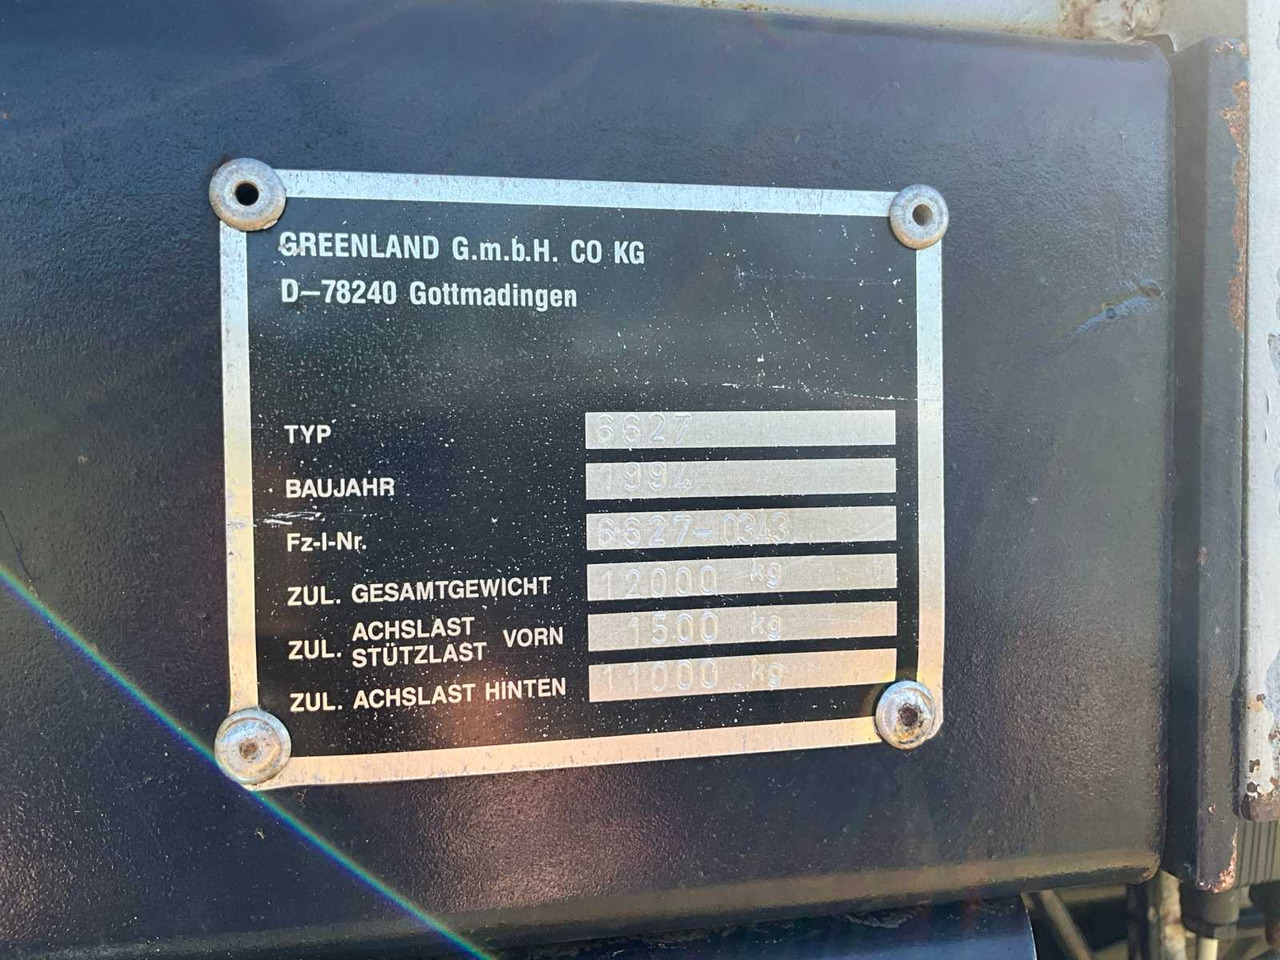 GREENLAND G.m.b.H. CO KG
D-78240 Gottmadingen
TYP 6627
BAUJAHR 1994
Fz-I-Nr. 6627-0343
ZUL. GESAMTGEWICHT 12000 kg
ZUL. ACHSLAST STÜTZLAST VORN 1500 kg
ZUL. ACHSLAST HINTEN 11000 kg